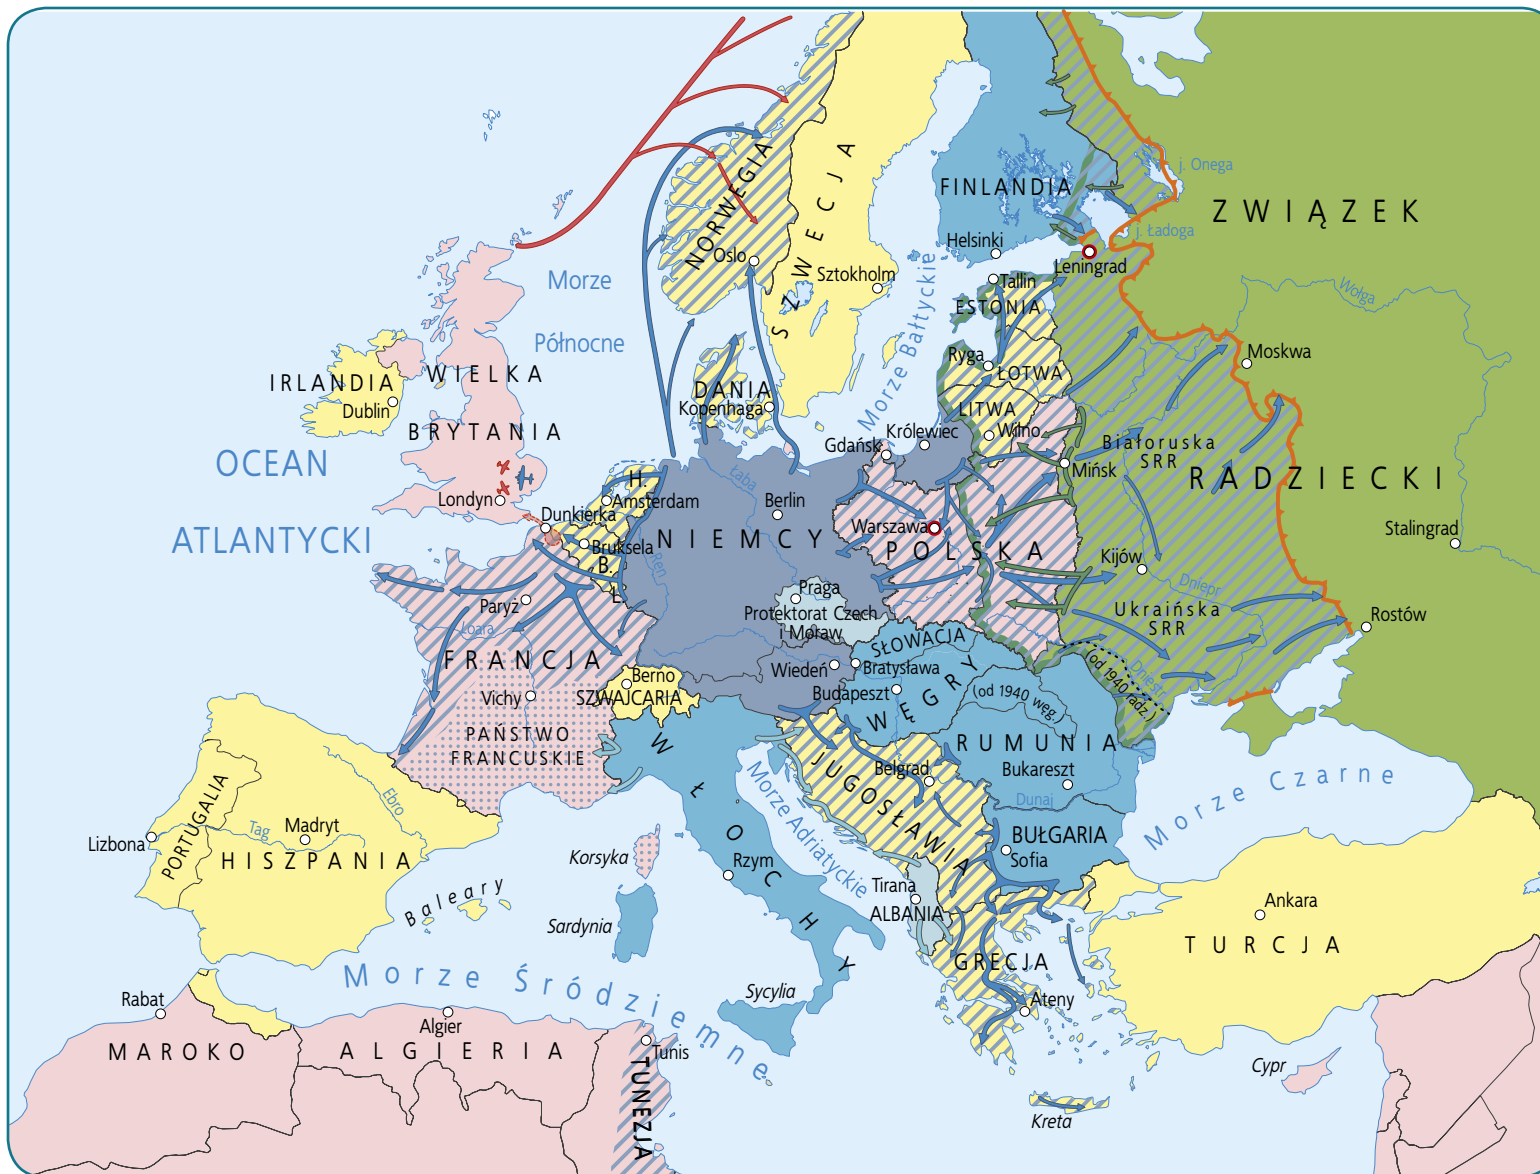 NORWEGIA
SZWECJA
FINLANDIA
j. Onega
ZWIĄZEK
j. Ładoga
Helsinki
Oslo
Sztokholm
Leningrad
Tallin
Morze
Północne
Morze Bałtyckie
ESTONIA
Wołga
Ryga
Moskwa
ŁOTWA
IRLANDIA
Dublin
WIELKA
BRYTANIA
DANIA
Kopenhaga
LITWA
Wilno
Królewiec
Gdańsk
Białoruska
SRR
Mińsk
RADZIECKI
OCEAN
ATLANTYCKI
Londyn
H.
Amsterdam
Łaba
Berlin
Dunkierka
Bruksela
B.
L.
NIEMCY
Ren
Warszawa
POLSKA
Stalingrad
Kijów
Dniepr
Praga
Protektorat Czech
i Moraw
Ukraińska
SRR
Rostów
Paryż
Loara
FRANCJA
SŁOWACJA
Wiedeń
Bratysława
Budapeszt
WĘGRY
(od 1940 węg.)
(od 1940 radz.)
Dniestr
Berno
SZWAJCARIA
Vichy
PAŃSTWO
FRANCUSKIE
WŁOCHY
JUGOSŁAWIA
Belgrad
RUMUNIA
Bukareszt
Dunaj
Morze Czarne
Morze Adriatyckie
PORTUGALIA
Lizbona
Tag
Ebro
Madryt
HISZPANIA
Baleary
Korsyka
Sardynia
Rzym
BUŁGARIA
Sofia
Tirana
ALBANIA
Ankara
TURCJA
GRECJA
Ateny
Morze Śródziemne
Sycylia
Rabat
MAROKO
Algier
ALGIERIA
Tunis
TUNEZJA
Kreta
Cypr